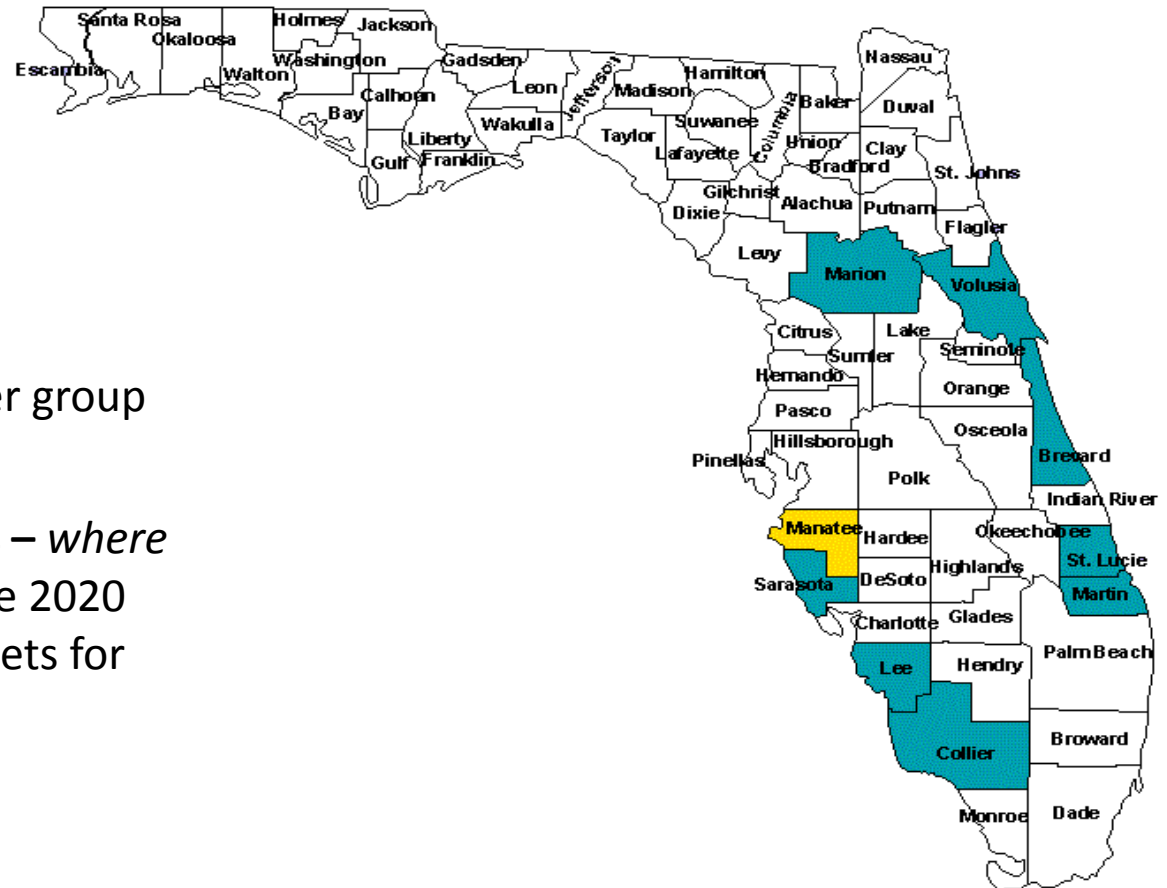 Santa Rosa
Holmes
Jackson
Okaloosa
Washington
Escambia
Walton
Gadsden
Leon
Jefferson
Madison
Hamilton
Nassau
Calhoun
Bay
Liberty
Wakulla
Taylor
Suwanee
Columbia
Baker
Duval
Gulf
Franklin
Lafayette
Union
Bradford
Clay
St. Johns
Gilchrist
Dixie
Alachua
Putnam
Flagler
Levy
Marion
Volusia
Citrus
Lake
Sumter
Seminole
Hernando
Orange
er group
Pasco
Osceola
Hillsborough
Pinellas
Polk
Brevard
Indian River
– where
Manatee
Hardee
Okeechobee
e 2020
Sarasota
DeSoto
Highlands
St. Lucie
Martin
ets for
Charlotte
Glades
Lee
Hendry
Palm Beach
Collier
Broward
Monroe
Dade